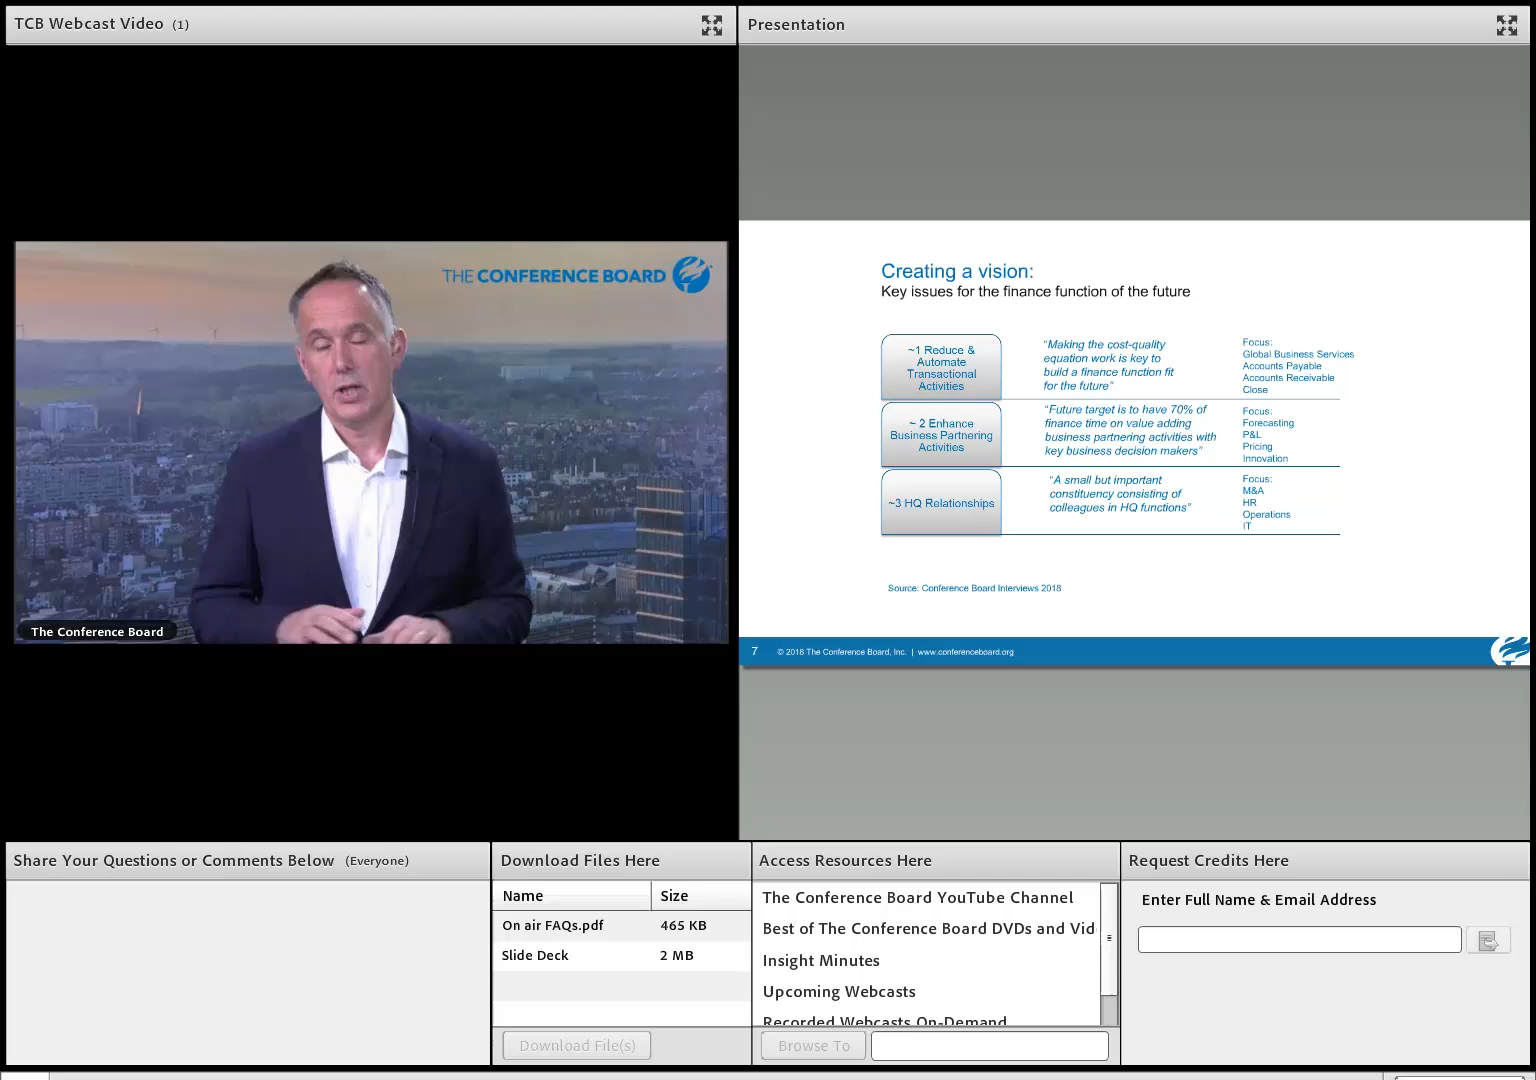 TCB Webcast Video (1)
Presentation
THE CONFERENCE BOARD
The Conference Board
Creating a vision:
Key issues for the finance function of the future
~1 Reduce &
Automate
Transactional
Activities
"Making the cost-quality
equation work is key to
build a finance function fit
for the future"
Focus:
Global Business Services
Accounts Payable
Accounts Receivable
Close
~ 2 Enhance
Business Partnering
Activities
"Future target is to have 70% of
finance time on value adding
business partnering activities with
key business decision makers"
Focus:
Forecasting
P&L
Pricing
Innovation
~3 HQ Relationships
"A small but important
constituency consisting of
colleagues in HQ functions"
Focus:
M&A
HR
Operations
IT
Source: Conference Board Interviews 2018
7 © 2018 The Conference Board, Inc. | www.conferenceboard.org
Share Your Questions or Comments Below (Everyone)
Download Files Here
Name Size
On air FAQs.pdf 465 KB
Slide Deck 2 MB
Download File(s)
Access Resources Here
The Conference Board YouTube Channel
Best of The Conference Board DVDs and Vid
Insight Minutes
Upcoming Webcasts
Recorded Webcasts On-Demand
Browse To
Request Credits Here
Enter Full Name & Email Address